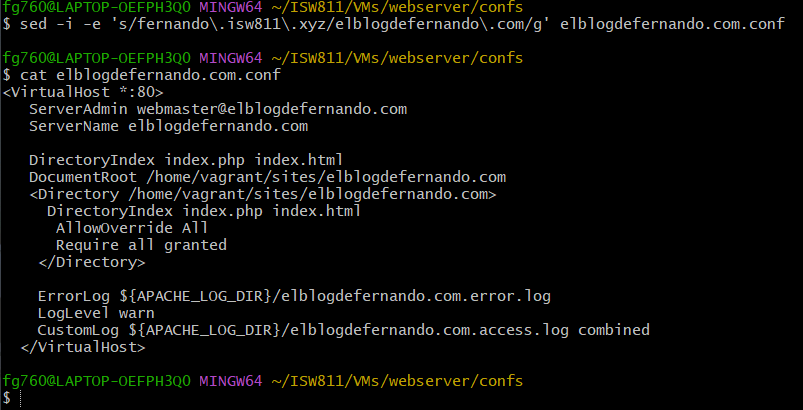 fg760@LAPTOP-OEFPH3QO MINGW64 ~/ISW811/VMs/webserver/confs
$ sed -i -e 's/fernando\.isw811\.xyz/elblogdefernando\.com/g' elblogdefernando.com.conf
fg760@LAPTOP-OEFPH3QO MINGW64 ~/ISW811/VMs/webserver/confs
$ cat elblogdefernando.com.conf
<VirtualHost *:80>
ServerAdmin webmaster@elblogdefernando.com
ServerName elblogdefernando.com
DirectoryIndex index.php index.html
DocumentRoot /home/vagrant/sites/elblogdefernando.com
<Directory /home/vagrant/sites/elblogdefernando.com>
DirectoryIndex index.php index.html
AllowOverride All
Require all granted
</Directory>
ErrorLog ${APACHE_LOG_DIR}/elblogdefernando.com.error.log
LogLevel warn
CustomLog ${APACHE_LOG_DIR}/elblogdefernando.com.access.log combined
</VirtualHost>
fg760@LAPTOP-OEFPH3QO MINGW64 ~/ISW811/VMs/webserver/confs
$